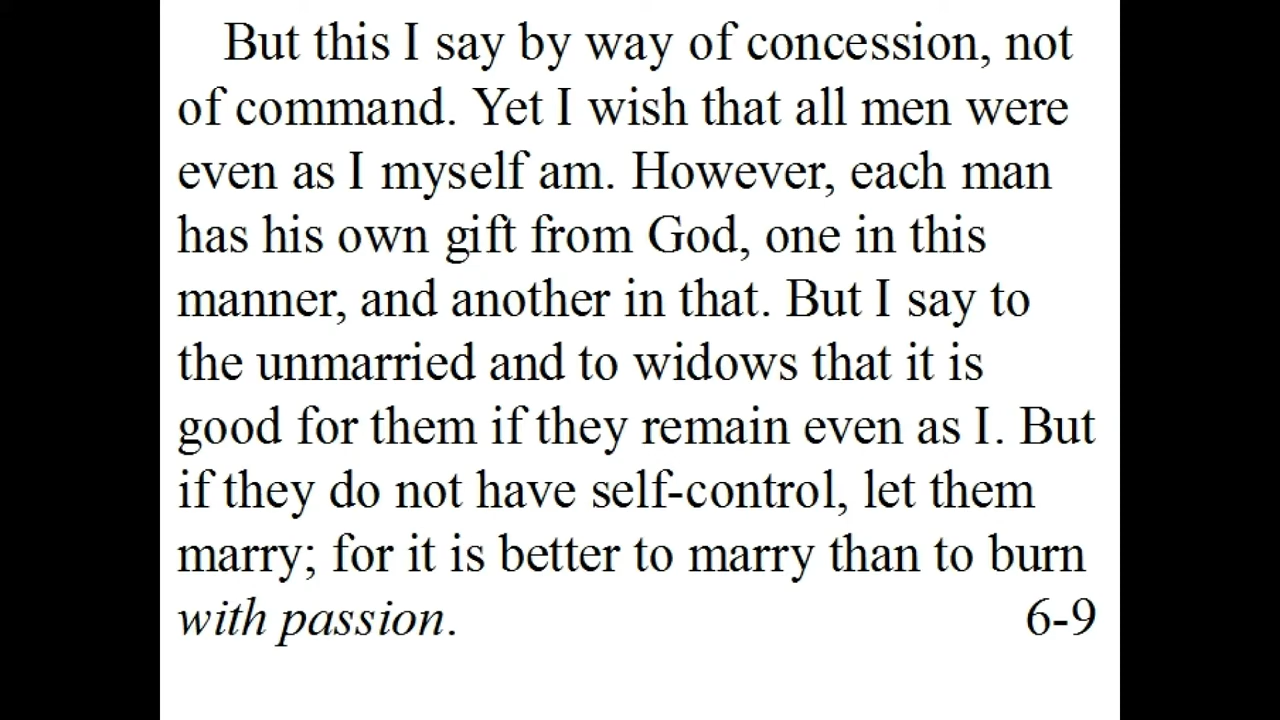 But this I say by way of concession, not
of command. Yet I wish that all men were
even as I myself am. However, each man
has his own gift from God, one in this
manner, and another in that. But I say to
the unmarried and to widows that it is
good for them if they remain even as I. But
if they do not have self-control, let them
marry; for it is better to marry than to burn
with passion. 6-9